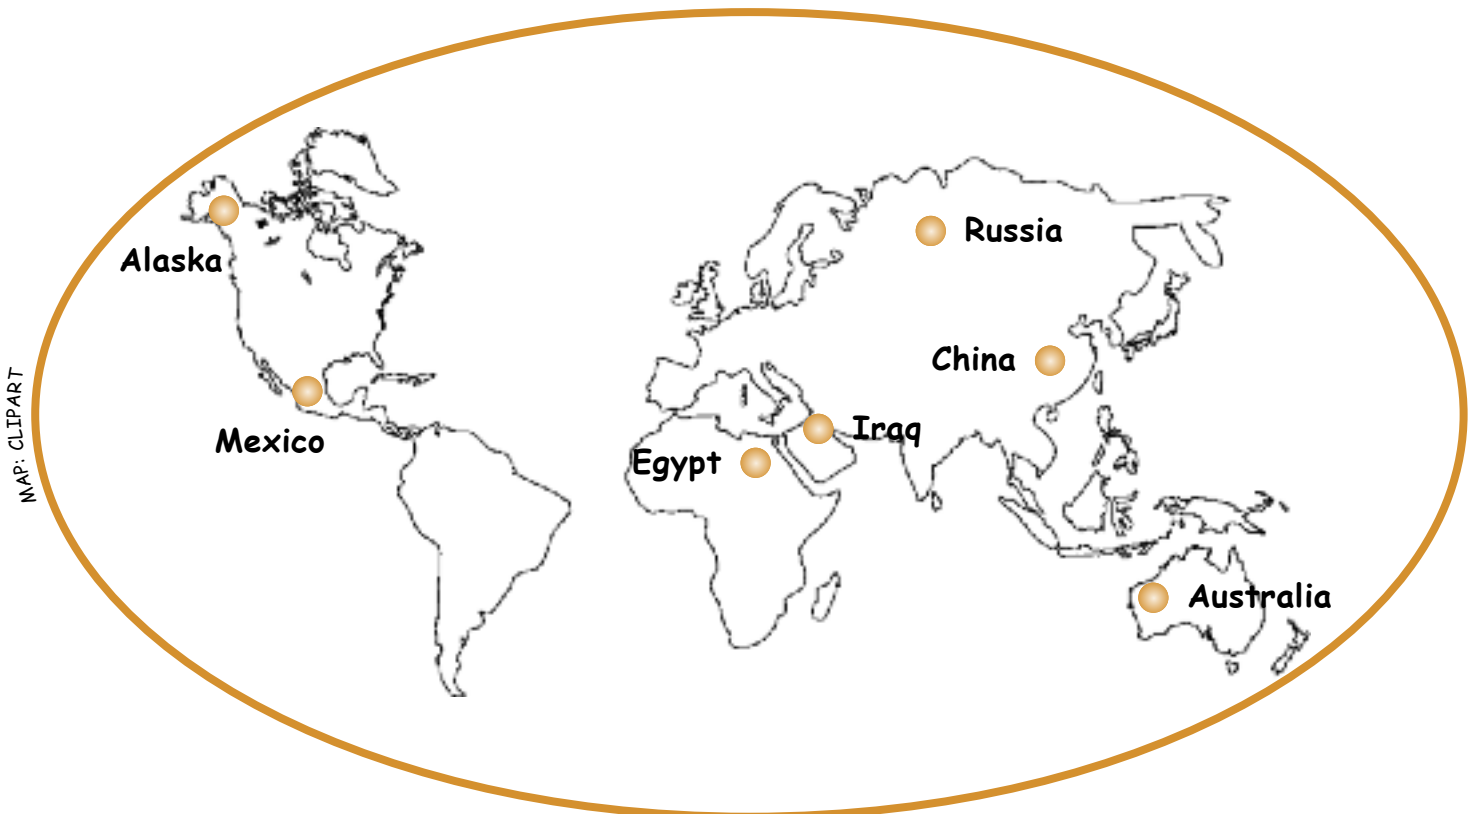 Russia
Alaska
China
MAP: CLIPART
Iraq
Mexico
Egypt
Australia